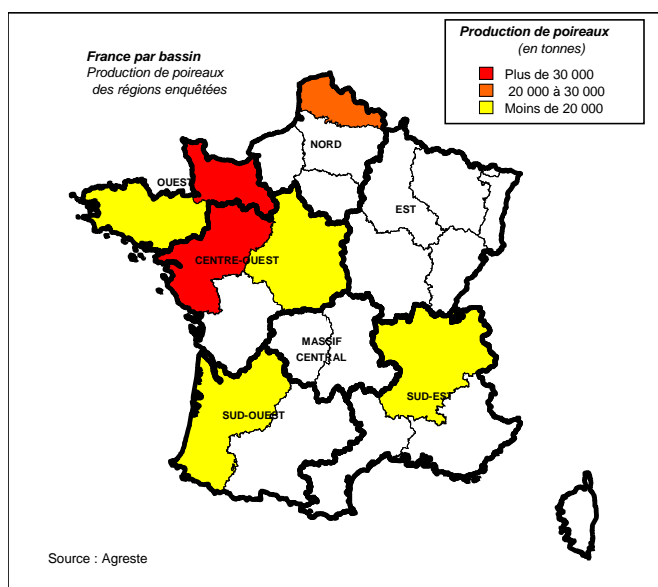 France par bassin
Production de poireaux
des régions enquêtées
Production de poireaux
(en tonnes)
Plus de 30 000
20 000 à 30 000
Moins de 20 000
NORD
OUEST
EST
CENTRE-OUEST
MASSIF
CENTRAL
SUD-OUEST
SUD-EST
Source : Agreste